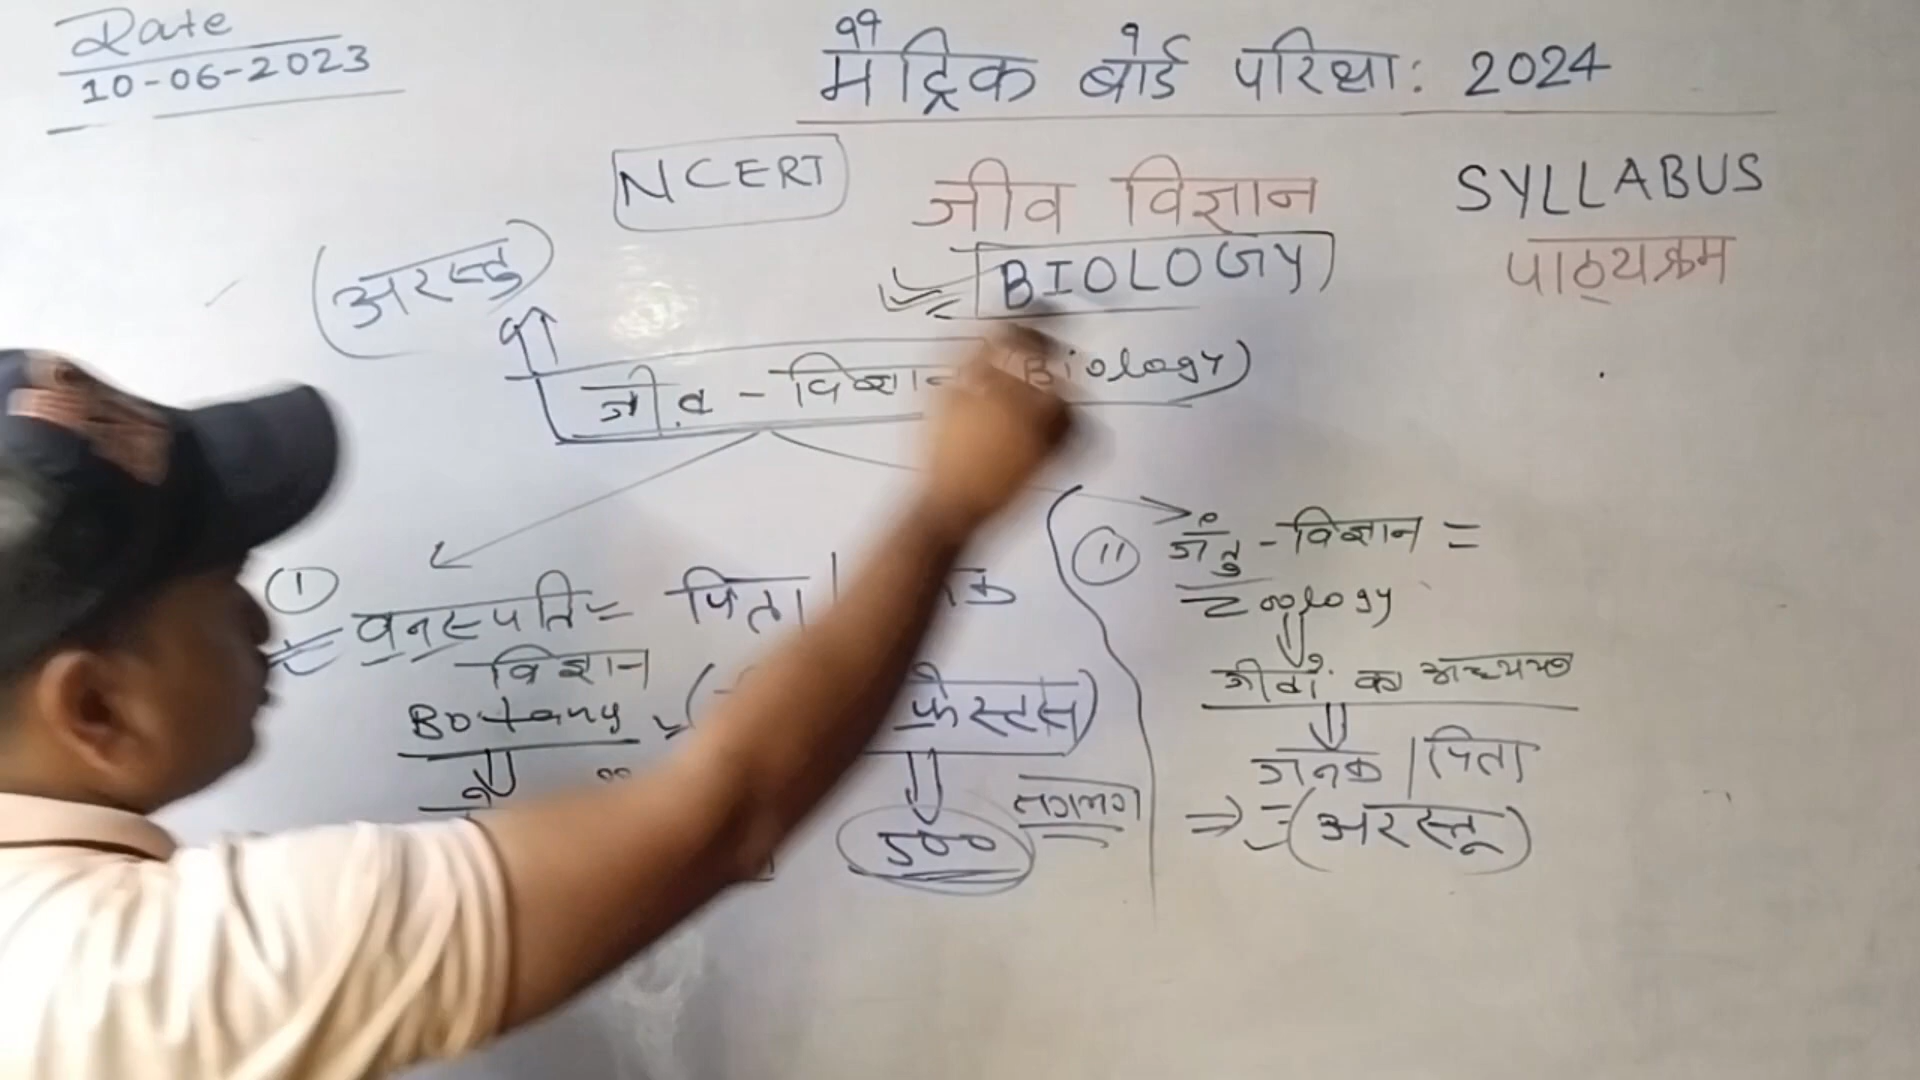 Date
10-06-2023
मैट्रिक बोर्ड परिक्षा: 2024
NCERT
जीव विज्ञान
SYLLABUS
BIOLOGY
पाठ्यक्रम
(अरस्तु)
जीव - विज्ञान (Biology)
① वनस्पति = पिता |
विज्ञान
Botany
फ्रेस्टस)
500 लगभग
(11) जंतु - विज्ञान =
Zoology
जीवों का अध्ययन
जनक | पिता
⇒ = (अरस्तू)